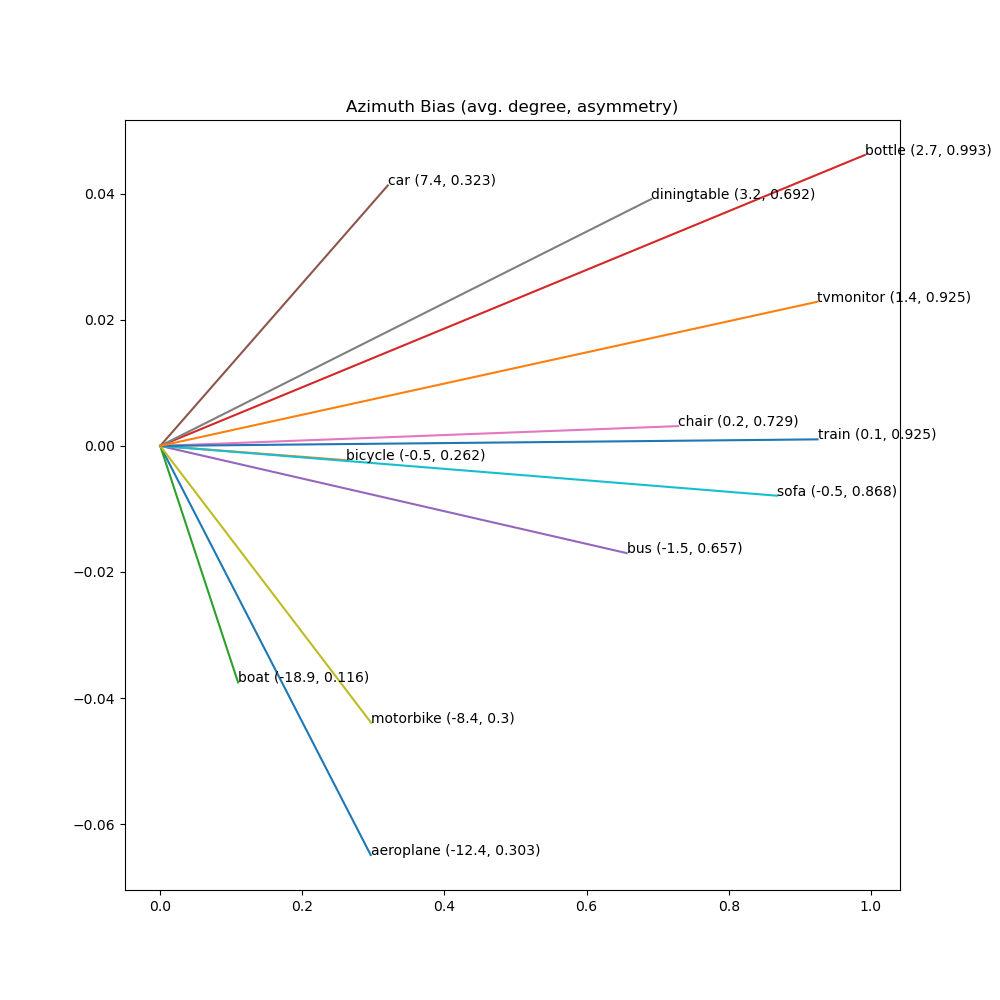 Azimuth Bias (avg. degree, asymmetry)
bottle (2.7, 0.993)
car (7.4, 0.323)
diningtable (3.2, 0.692)
0.04
tvmonitor (1.4, 0.925)
0.02
chair (0.2, 0.729)
train (0.1, 0.925)
0.00
bicycle (-0.5, 0.262)
sofa (-0.5, 0.868)
bus (-1.5, 0.657)
−0.02
boat (-18.9, 0.116)
−0.04
motorbike (-8.4, 0.3)
−0.06
aeroplane (-12.4, 0.303)
0.0 0.2 0.4 0.6 0.8 1.0